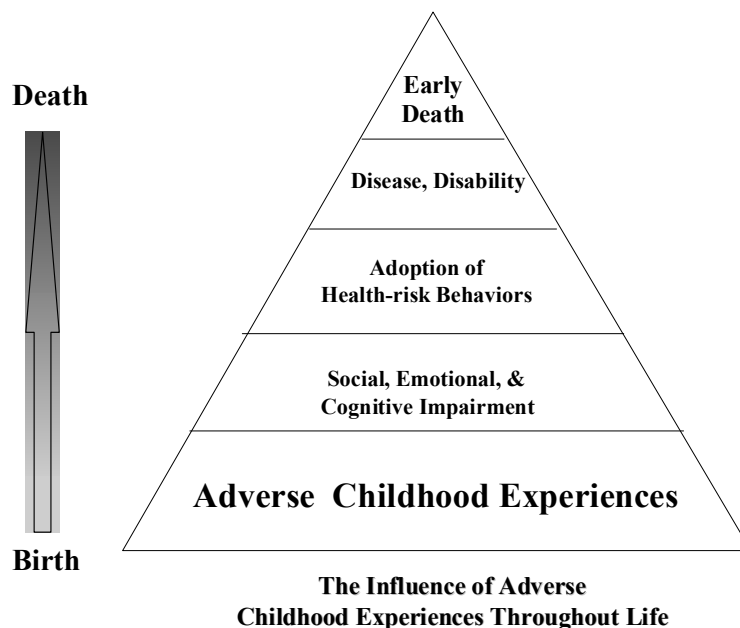 Death
Early
Death
Disease, Disability
Adoption of
Health-risk Behaviors
Social, Emotional, &
Cognitive Impairment
Adverse Childhood Experiences
Birth
The Influence of Adverse
Childhood Experiences Throughout Life